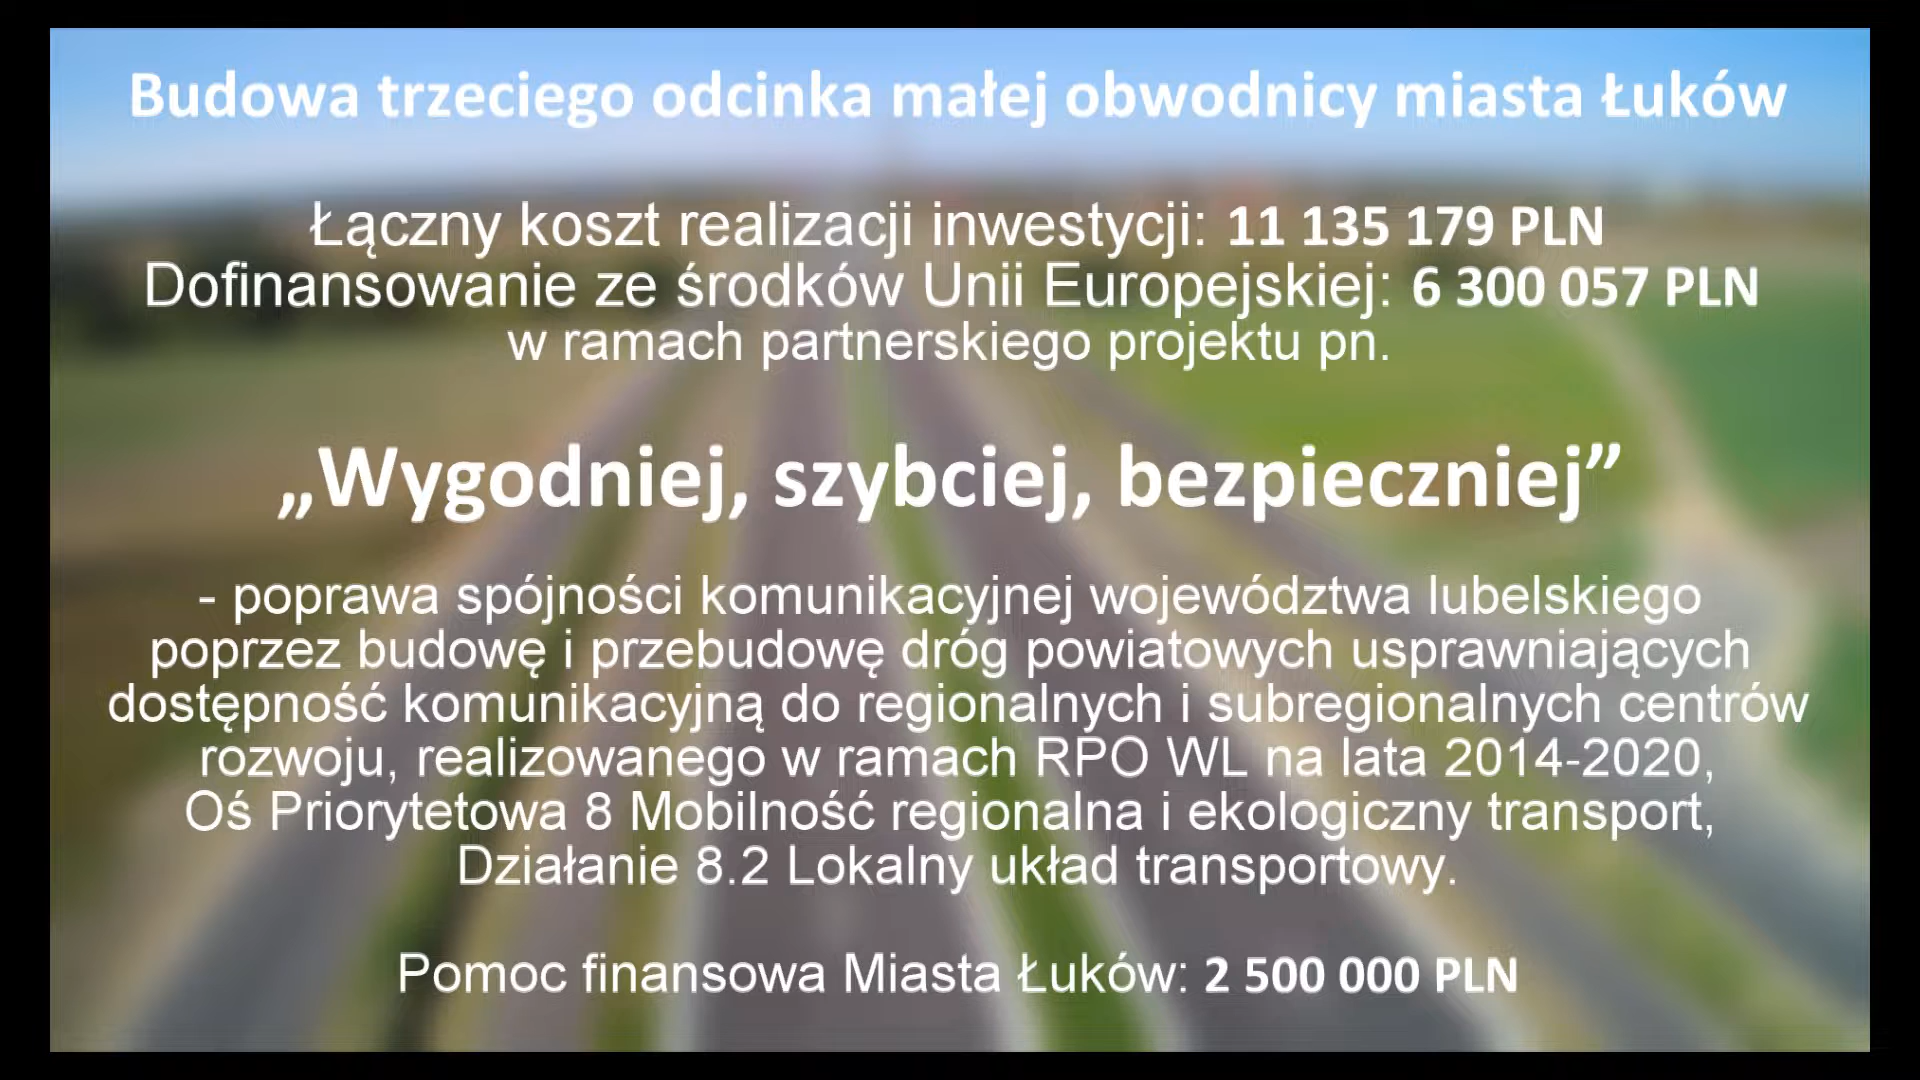 Budowa trzeciego odcinka małej obwodnicy miasta Łuków
Łączny koszt realizacji inwestycji: 11 135 179 PLN
Dofinansowanie ze środków Unii Europejskiej: 6 300 057 PLN
w ramach partnerskiego projektu pn.
„Wygodniej, szybciej, bezpieczniej”
- poprawa spójności komunikacyjnej województwa lubelskiego
poprzez budowę i przebudowę dróg powiatowych usprawniających
dostępność komunikacyjną do regionalnych i subregionalnych centrów
rozwoju, realizowanego w ramach RPO WL na lata 2014-2020,
Oś Priorytetowa 8 Mobilność regionalna i ekologiczny transport,
Działanie 8.2 Lokalny układ transportowy.
Pomoc finansowa Miasta Łuków: 2 500 000 PLN